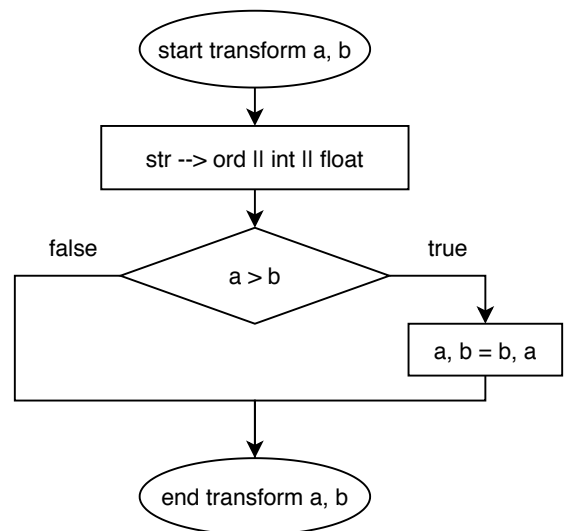 start transform a, b
str --> ord || int || float
false
true
a > b
a, b = b, a
end transform a, b